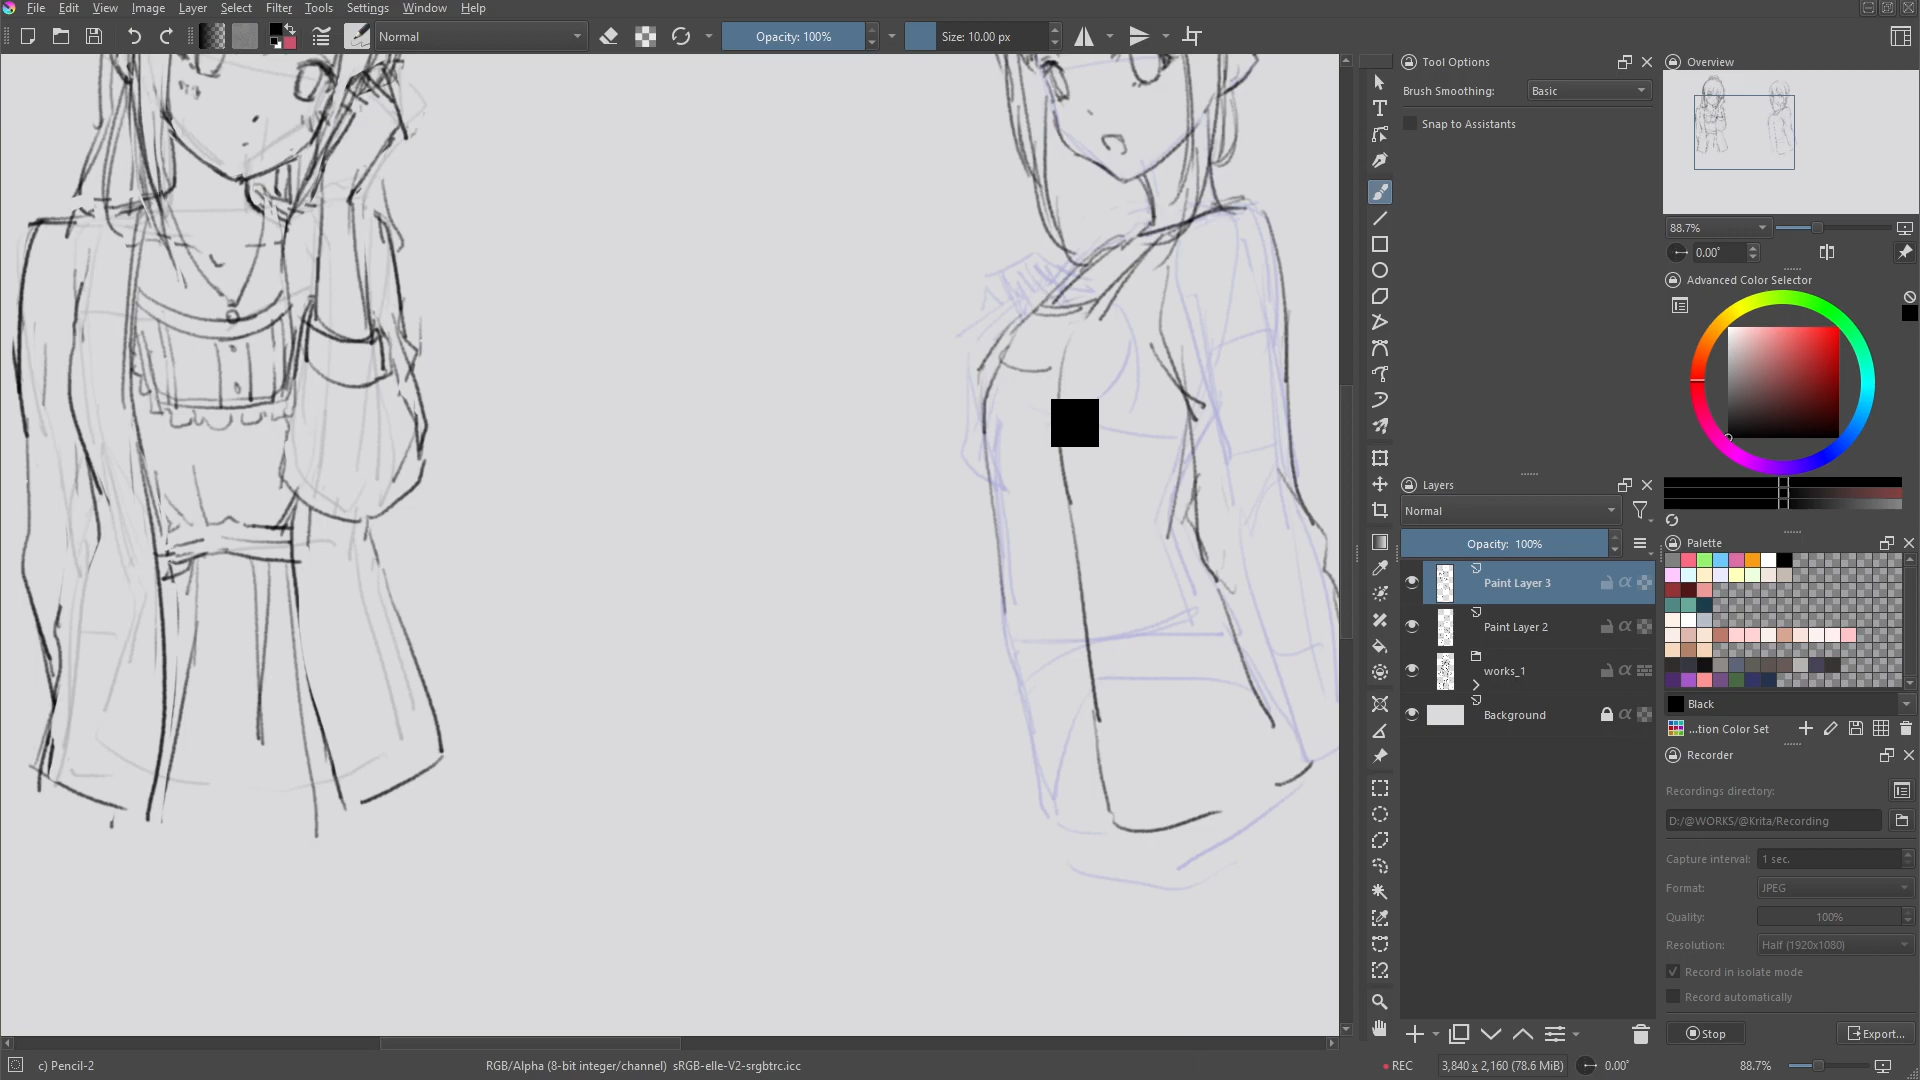 File Edit View Image Layer Select Filter Tools Settings Window Help
Normal
Opacity: 100%
Size: 10.00 px
Tool Options
Brush Smoothing:
Basic
Snap to Assistants
Overview
88.7%
0.00°
Advanced Color Selector
Layers
Normal
Opacity: 100%
Paint Layer 3
Paint Layer 2
works_1
Background
Palette
Black
...tion Color Set
Recorder
Recordings directory:
D:/@WORKS/@Krita/Recording
Capture interval: 1 sec.
Format: JPEG
Quality: 100%
Resolution: Half (1920x1080)
Record in isolate mode
Record automatically
Stop
Export...
c) Pencil-2
RGB/Alpha (8-bit integer/channel) sRGB-elle-V2-srgbtrc.icc
REC
3,840 x 2,160 (78.6 MiB)
0.00°
88.7%